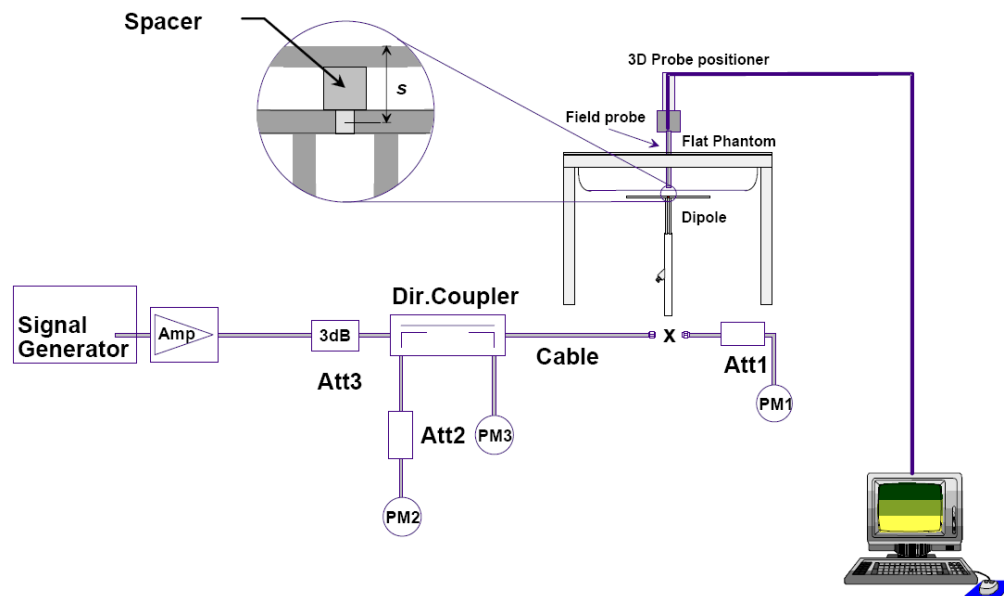 Spacer
s
3D Probe positioner
Field probe
Flat Phantom
Dipole
Dir.Coupler
Signal
Generator
Amp
3dB
Att3
Cable
x
Att1
PM1
Att2
PM3
PM2